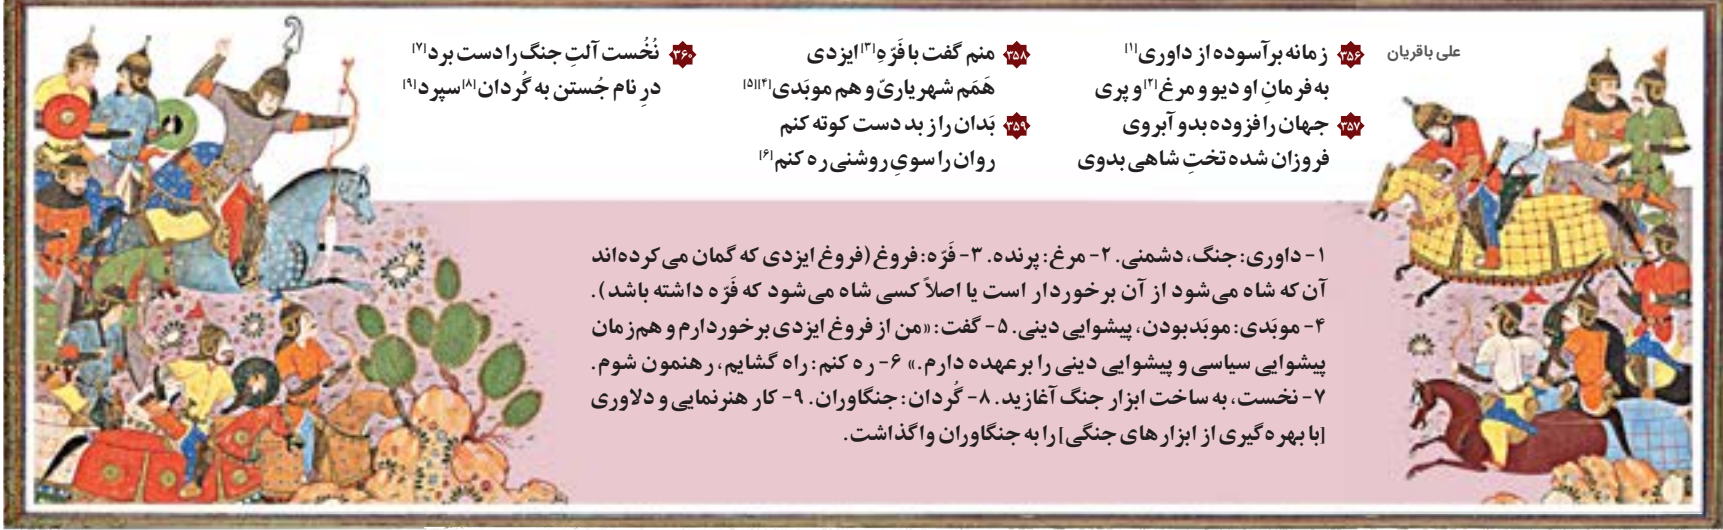 علی باقریان
۳۵۶ زمانه برآسوده از داوری[۱]
به فرمانِ او دیو و مرغ[۲] و پری
۳۵۷ جهان را فزوده بدو آبروی
فروزان شده تختِ شاهی بدوی
۳۵۸ منم گفت با فَرّهِ[۳] ایزدی
هَمَم شهریاریّ و هم موبَدی[۴][۵]
۳۵۹ بَدان را ز بد دست کوته کنم
روان را سویِ روشنی ره کنم[۶]
۳۶۰ نُخُست آلتِ جنگ را دست برد[۷]
درِ نام جُستن به گُردان[۸] سپرد[۹]
۱- داوری: جنگ، دشمنی. ۲- مرغ: پرنده. ۳- فَرّه: فروغ (فروغ ایزدی که گمان می‌کرده‌اند
آن که شاه می‌شود از آن برخوردار است یا اصلاً کسی شاه می‌شود که فَرّه داشته باشد).
۴- موبَدی: موبَدبودن، پیشوایی دینی. ۵- گفت: «من از فروغ ایزدی برخوردارم و هم‌زمان
پیشوایی سیاسی و پیشوایی دینی را برعهده دارم.» ۶- ره کنم: راه گشایم، رهنمون شوم.
۷- نخست، به ساخت ابزار جنگ آغازید. ۸- گُردان: جنگاوران. ۹- کار هنرنمایی و دلاوری
[با بهره‌گیری از ابزارهای جنگی] را به جنگاوران واگذاشت.